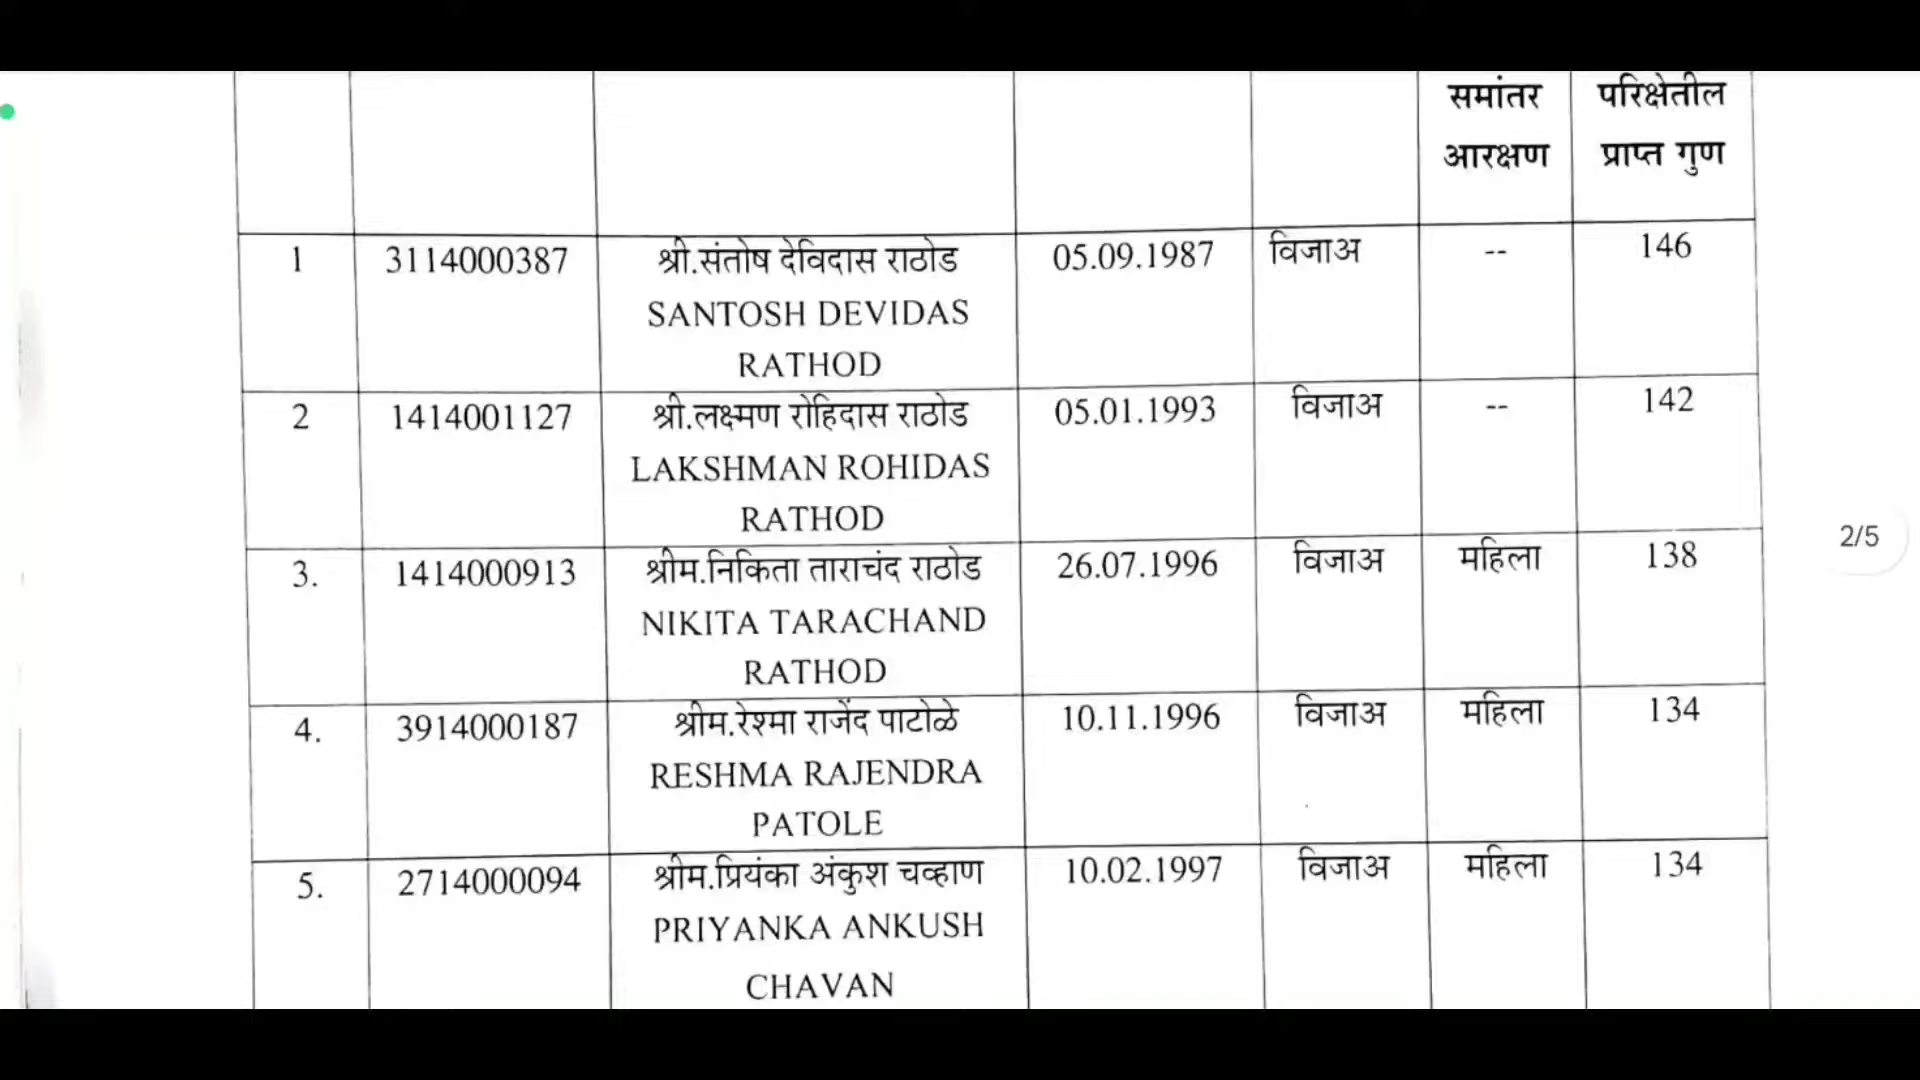 समांतर
आरक्षण
परिक्षेतील
प्राप्त गुण
1
3114000387
श्री.संतोष देविदास राठोड
SANTOSH DEVIDAS
RATHOD
05.09.1987
विजाअ
--
146
2
1414001127
श्री.लक्ष्मण रोहिदास राठोड
LAKSHMAN ROHIDAS
RATHOD
05.01.1993
विजाअ
--
142
3.
1414000913
श्रीम.निकिता ताराचंद राठोड
NIKITA TARACHAND
RATHOD
26.07.1996
विजाअ
महिला
138
4.
3914000187
श्रीम.रेश्मा राजेंद पाटोळे
RESHMA RAJENDRA
PATOLE
10.11.1996
विजाअ
महिला
134
5.
2714000094
श्रीम.प्रियंका अंकुश चव्हाण
PRIYANKA ANKUSH
CHAVAN
10.02.1997
विजाअ
महिला
134
2/5